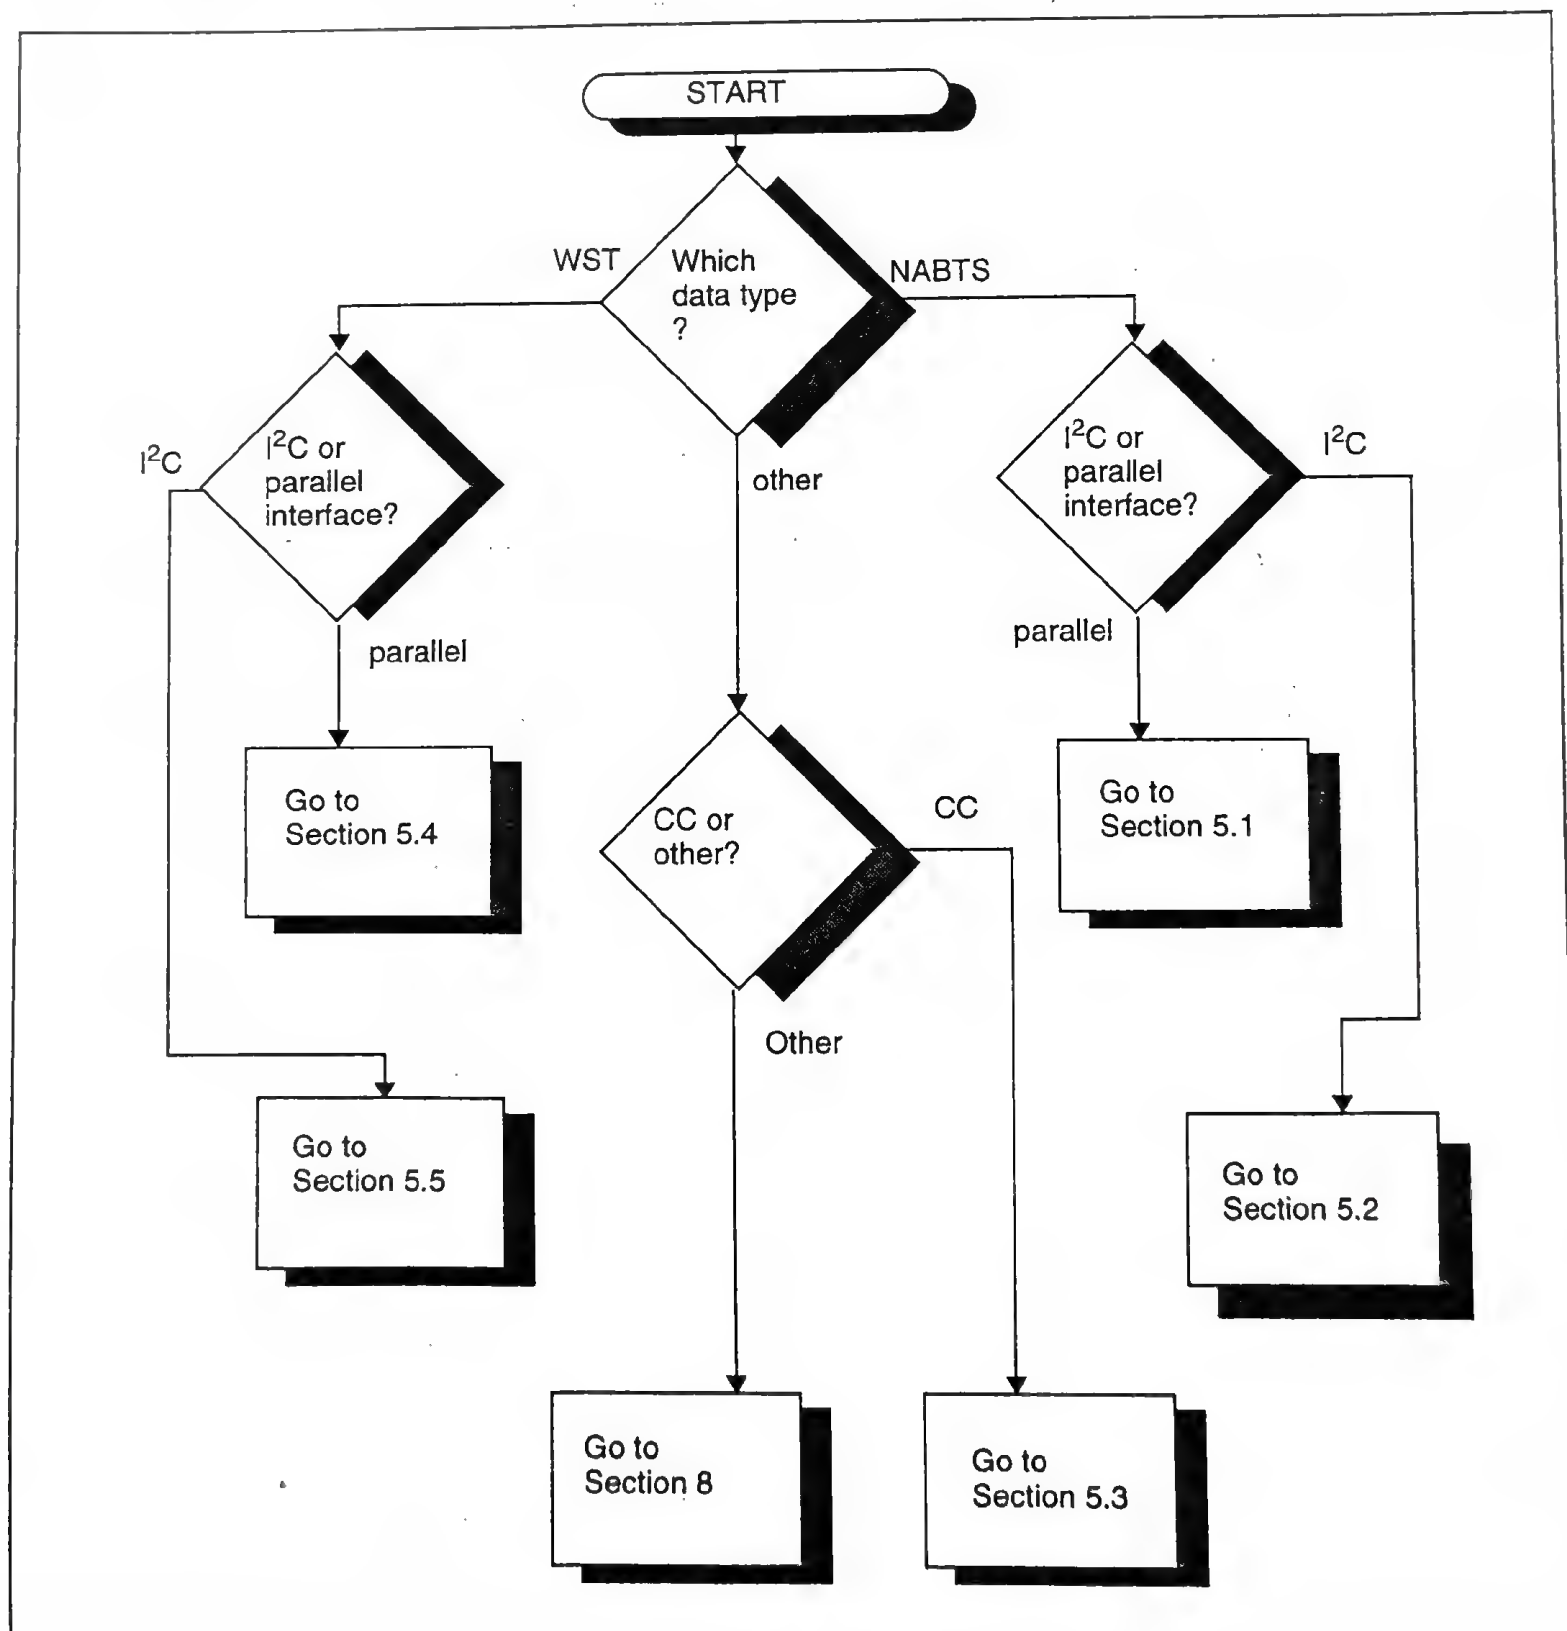 START
WST
Which
data type
?
NABTS
I²C
I²C or
parallel
interface?
other
I²C or
parallel
interface?
I²C
parallel
parallel
Go to
Section 5.4
CC or
other?
CC
Go to
Section 5.1
Other
Go to
Section 5.5
Go to
Section 5.2
Go to
Section 8
Go to
Section 5.3